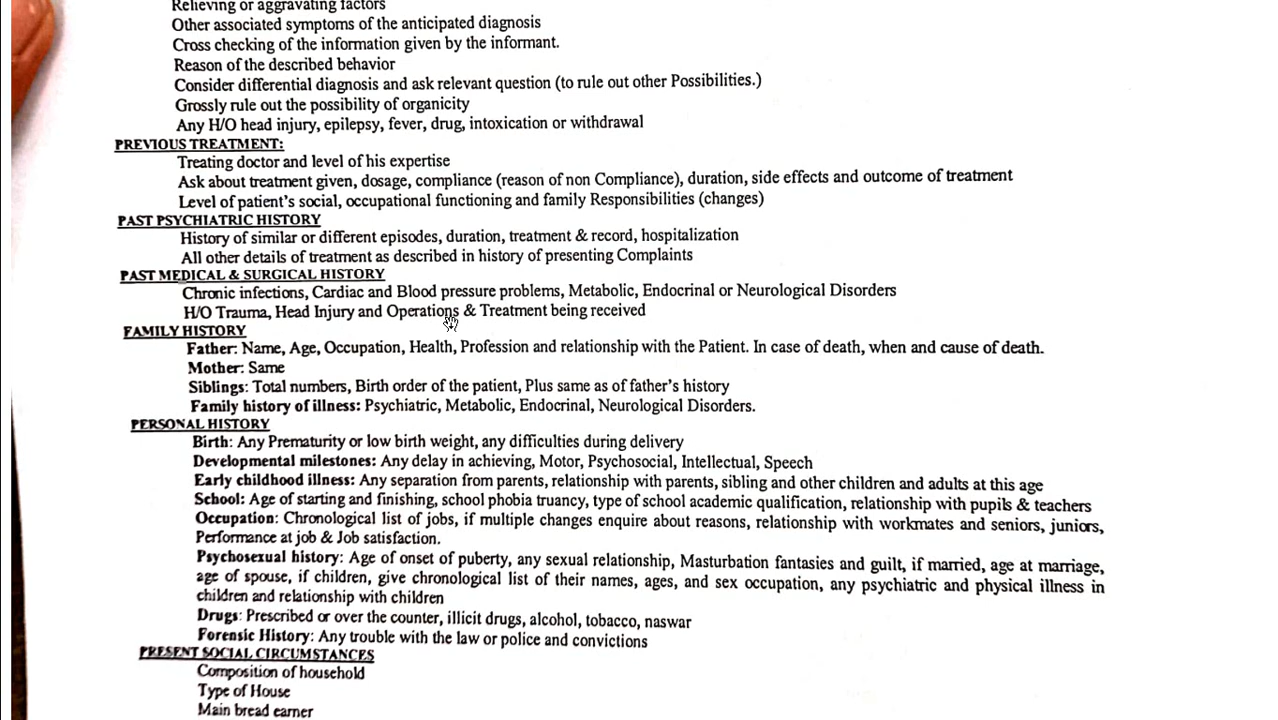 Relieving or aggravating factors
Other associated symptoms of the anticipated diagnosis
Cross checking of the information given by the informant.
Reason of the described behavior
Consider differential diagnosis and ask relevant question (to rule out other Possibilities.)
Grossly rule out the possibility of organicity
Any H/O head injury, epilepsy, fever, drug, intoxication or withdrawal
PREVIOUS TREATMENT:
Treating doctor and level of his expertise
Ask about treatment given, dosage, compliance (reason of non Compliance), duration, side effects and outcome of treatment
Level of patient's social, occupational functioning and family Responsibilities (changes)
PAST PSYCHIATRIC HISTORY
History of similar or different episodes, duration, treatment & record, hospitalization
All other details of treatment as described in history of presenting Complaints
PAST MEDICAL & SURGICAL HISTORY
Chronic infections, Cardiac and Blood pressure problems, Metabolic, Endocrinal or Neurological Disorders
H/O Trauma, Head Injury and Operations & Treatment being received
FAMILY HISTORY
Father: Name, Age, Occupation, Health, Profession and relationship with the Patient. In case of death, when and cause of death.
Mother: Same
Siblings: Total numbers, Birth order of the patient, Plus same as of father's history
Family history of illness: Psychiatric, Metabolic, Endocrinal, Neurological Disorders.
PERSONAL HISTORY
Birth: Any Prematurity or low birth weight, any difficulties during delivery
Developmental milestones: Any delay in achieving, Motor, Psychosocial, Intellectual, Speech
Early childhood illness: Any separation from parents, relationship with parents, sibling and other children and adults at this age
School: Age of starting and finishing, school phobia truancy, type of school academic qualification, relationship with pupils & teachers
Occupation: Chronological list of jobs, if multiple changes enquire about reasons, relationship with workmates and seniors, juniors,
Performance at job & Job satisfaction.
Psychosexual history: Age of onset of puberty, any sexual relationship, Masturbation fantasies and guilt, if married, age at marriage,
age of spouse, if children, give chronological list of their names, ages, and sex occupation, any psychiatric and physical illness in
children and relationship with children
Drugs: Prescribed or over the counter, illicit drugs, alcohol, tobacco, naswar
Forensic History: Any trouble with the law or police and convictions
PRESENT SOCIAL CIRCUMSTANCES
Composition of household
Type of House
Main bread earner